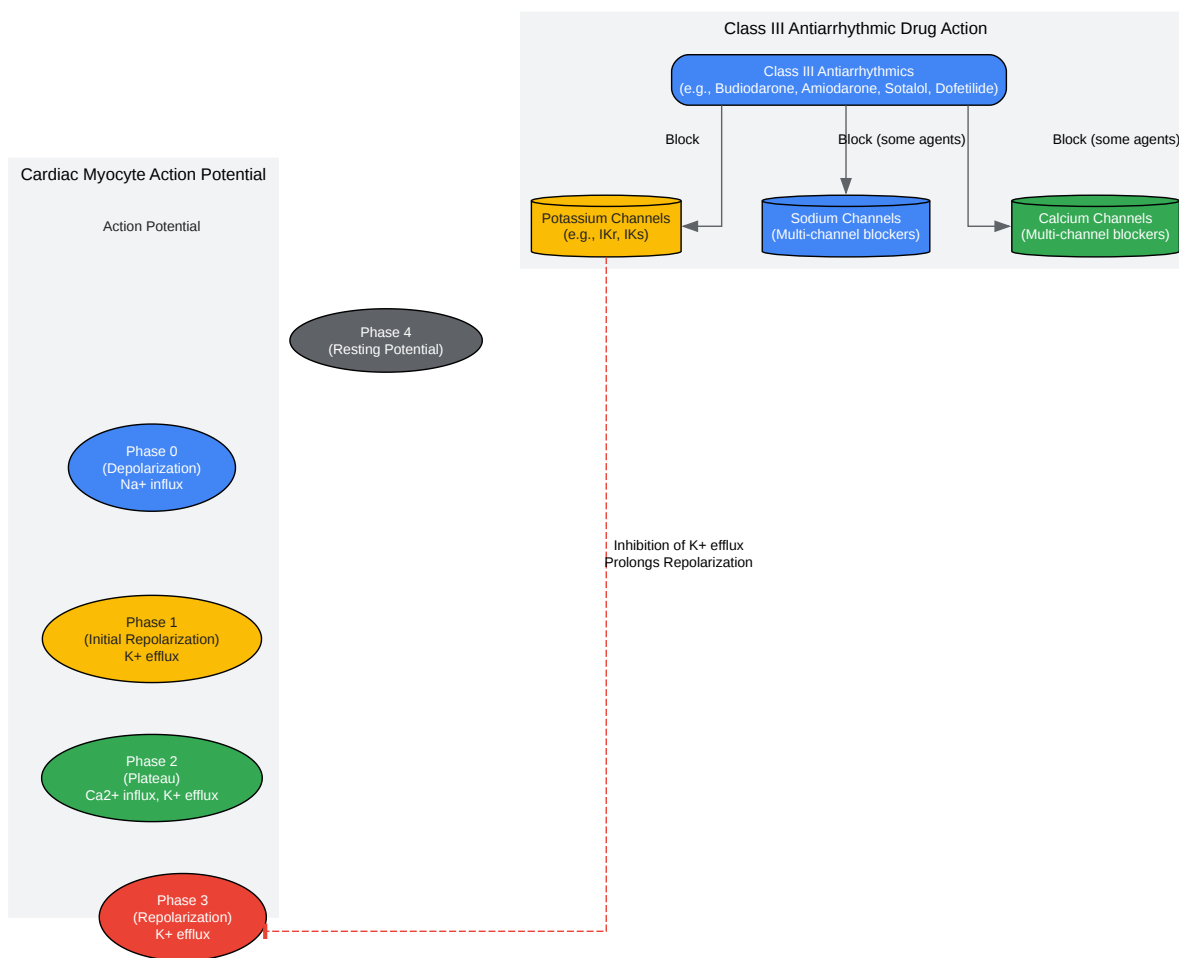 Class III Antiarrhythmic Drug Action
Class III Antiarrhythmics
(e.g., Budiodarone, Amiodarone, Sotalol, Dofetilide)
Block
Block (some agents)
Block (some agents)
Potassium Channels
(e.g., IKr, IKs)
Sodium Channels
(Multi-channel blockers)
Calcium Channels
(Multi-channel blockers)
Cardiac Myocyte Action Potential
Action Potential
Phase 4
(Resting Potential)
Phase 0
(Depolarization)
Na+ influx
Inhibition of K+ efflux
Prolongs Repolarization
Phase 1
(Initial Repolarization)
K+ efflux
Phase 2
(Plateau)
Ca2+ influx, K+ efflux
Phase 3
(Repolarization)
K+ efflux